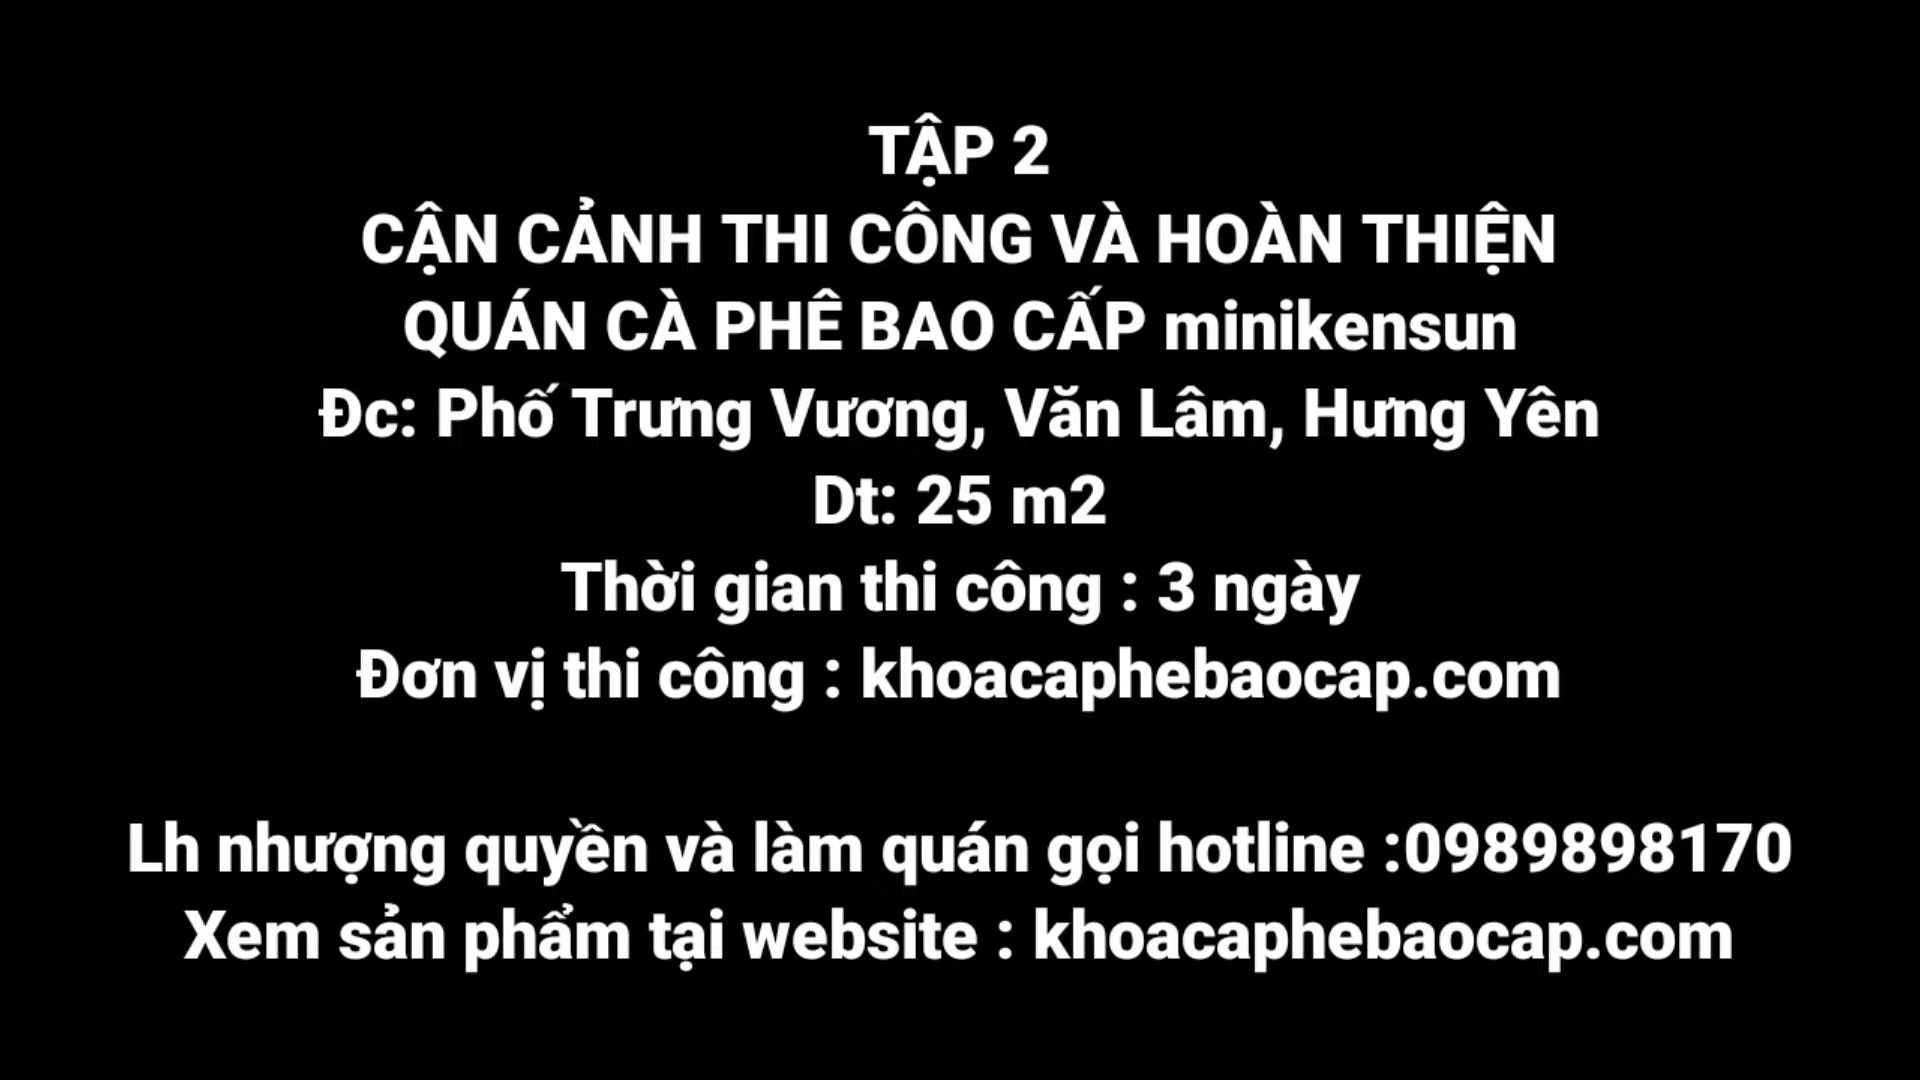 TẬP 2
CẬN CẢNH THI CÔNG VÀ HOÀN THIỆN
QUÁN CÀ PHÊ BAO CẤP minikensun
Đc: Phố Trưng Vương, Văn Lâm, Hưng Yên
Dt: 25 m2
Thời gian thi công : 3 ngày
Đơn vị thi công : khoacaphebaocap.com
Lh nhượng quyền và làm quán gọi hotline :0989898170
Xem sản phẩm tại website : khoacaphebaocap.com